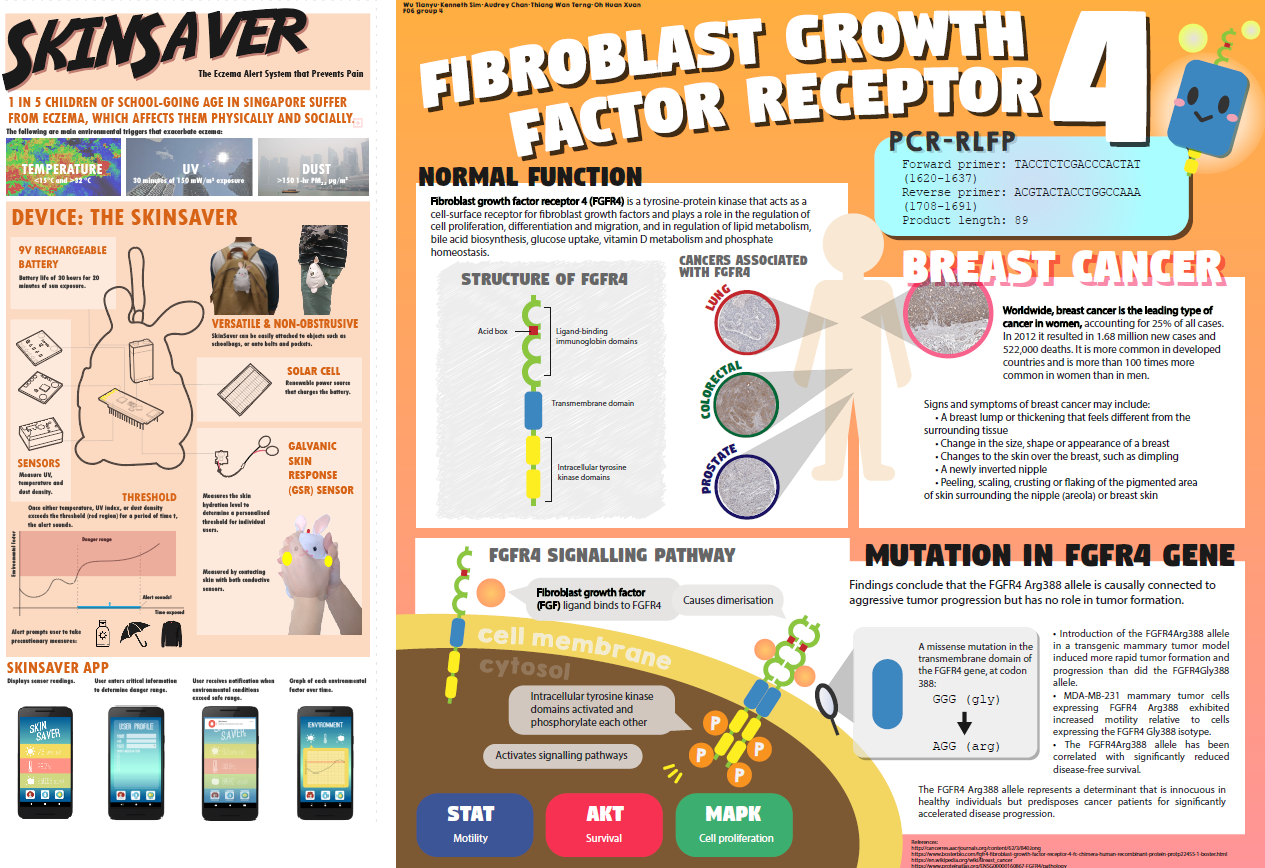 SKINSAVER
The Eczema Alert System that Prevents Pain
1 IN 5 CHILDREN OF SCHOOL-GOING AGE IN SINGAPORE SUFFER
FROM ECZEMA, WHICH AFFECTS THEM PHYSICALLY AND SOCIALLY.
The following are main environmental triggers that exacerbate eczema:
TEMPERATURE
<15°C and >32 °C
UV
30 minutes of 150 mW/m² exposure
DUST
>150 1-hr PM2.5 µg/m³
DEVICE: THE SKINSAVER
9V RECHARGEABLE
BATTERY
Battery life of 30 hours for 20
minutes of sun exposure.
VERSATILE & NON-OBSTRUSIVE
SkinSaver can be easily attached to objects such as
schoolbags, or onto belts and pockets.
SOLAR CELL
Renewable power source
that charges the battery.
SENSORS
Measure UV,
temperature and
dust density.
GALVANIC
SKIN
RESPONSE
(GSR) SENSOR
Measures the skin
hydration level to
determine a personalised
threshold for individual
users.
Measured by contacting
skin with both conductive
sensors.
THRESHOLD
Once either temperature, UV index, or dust density
exceeds the threshold (red region) for a period of time t,
the alert sounds.
Environmental Factor
Danger range
Alert sounds!
Time exposed
Alert prompts user to take
precautionary measures:
SKINSAVER APP
Displays sensor readings.
User enters critical information
to determine danger range.
User receives notification when
environmental conditions
exceed safe range.
Graph of each environmental
factor over time.
SKIN
SAVER
USER PROFILE
SKIN
SAVER
ENVIRONMENT
Wu Tianyu·Kenneth Sim·Audrey Chan·Thiang Wan Terng·Oh Huan Xuan
F06 group 4
FIBROBLAST GROWTH
FACTOR RECEPTOR
4
PCR-RLFP
Forward primer: TACCTCTCGACCCACTAT
(1620-1637)
Reverse primer: ACGTACTACCTGGCCAAA
(1708-1691)
Product length: 89
NORMAL FUNCTION
Fibroblast growth factor receptor 4 (FGFR4) is a tyrosine-protein kinase that acts as a
cell-surface receptor for fibroblast growth factors and plays a role in the regulation of
cell proliferation, differentiation and migration, and in regulation of lipid metabolism,
bile acid biosynthesis, glucose uptake, vitamin D metabolism and phosphate
homeostasis.
STRUCTURE OF FGFR4
Acid box
Ligand-binding
immunoglobin domains
Transmembrane domain
Intracellular tyrosine
kinase domains
CANCERS ASSOCIATED
WITH FGFR4
LUNG
COLORECTAL
PROSTATE
BREAST CANCER
Worldwide, breast cancer is the leading type of
cancer in women, accounting for 25% of all cases.
In 2012 it resulted in 1.68 million new cases and
522,000 deaths. It is more common in developed
countries and is more than 100 times more
common in women than in men.
Signs and symptoms of breast cancer may include:
• A breast lump or thickening that feels different from the
surrounding tissue
• Change in the size, shape or appearance of a breast
• Changes to the skin over the breast, such as dimpling
• A newly inverted nipple
• Peeling, scaling, crusting or flaking of the pigmented area
of skin surrounding the nipple (areola) or breast skin
FGFR4 SIGNALLING PATHWAY
Fibroblast growth factor
(FGF) ligand binds to FGFR4
Causes dimerisation
cell membrane
cytosol
Intracellular tyrosine kinase
domains activated and
phosphorylate each other
Activates signalling pathways
P
P
P
P
STAT
Motility
AKT
Survival
MAPK
Cell proliferation
MUTATION IN FGFR4 GENE
Findings conclude that the FGFR4 Arg388 allele is causally connected to
aggressive tumor progression but has no role in tumor formation.
A missense mutation in the
transmembrane domain of
the FGFR4 gene, at codon
388:
GGG (gly)
AGG (arg)
• Introduction of the FGFR4Arg388 allele
in a transgenic mammary tumor model
induced more rapid tumor formation and
progression than did the FGFR4Gly388
allele.
• MDA-MB-231 mammary tumor cells
expressing FGFR4 Arg388 exhibited
increased motility relative to cells
expressing the FGFR4 Gly388 isotype.
• The FGFR4Arg388 allele has been
correlated with significantly reduced
disease-free survival.
The FGFR4 Arg388 allele represents a determinant that is innocuous in
healthy individuals but predisposes cancer patients for significantly
accelerated disease progression.
References:
http://cancerres.aacrjournals.org/content/62/3/840.long
https://en.wikipedia.org/wiki/Breast_cancer